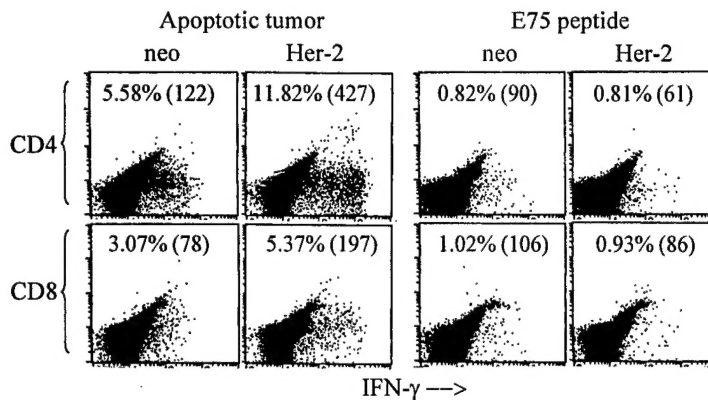 Apoptotic tumor E75 peptide
neo Her-2 neo Her-2
5.58% (122) 11.82% (427) 0.82% (90) 0.81% (61)
CD4
3.07% (78) 5.37% (197) 1.02% (106) 0.93% (86)
CD8
IFN-γ -->